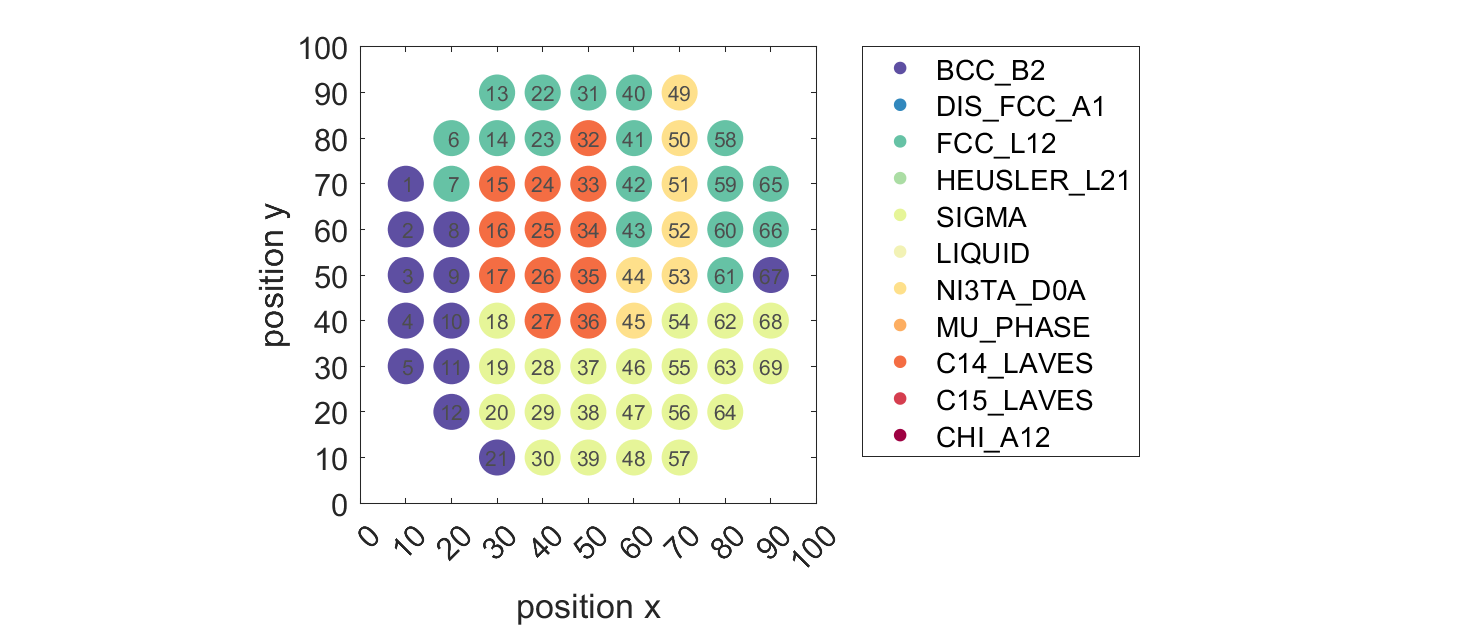 100
90 13 22 31 40 49
80 6 14 23 32 41 50 58
70 1 7 15 24 33 42 51 59 65
60 2 8 16 25 34 43 52 60 66
50 3 9 17 26 35 44 53 61 67
40 4 10 18 27 36 45 54 62 68
30 5 11 19 28 37 46 55 63 69
20 12 20 29 38 47 56 64
10 21 30 39 48 57
0
position y
0 10 20 30 40 50 60 70 80 90 100
position x
BCC_B2
DIS_FCC_A1
FCC_L12
HEUSLER_L21
SIGMA
LIQUID
NI3TA_D0A
MU_PHASE
C14_LAVES
C15_LAVES
CHI_A12